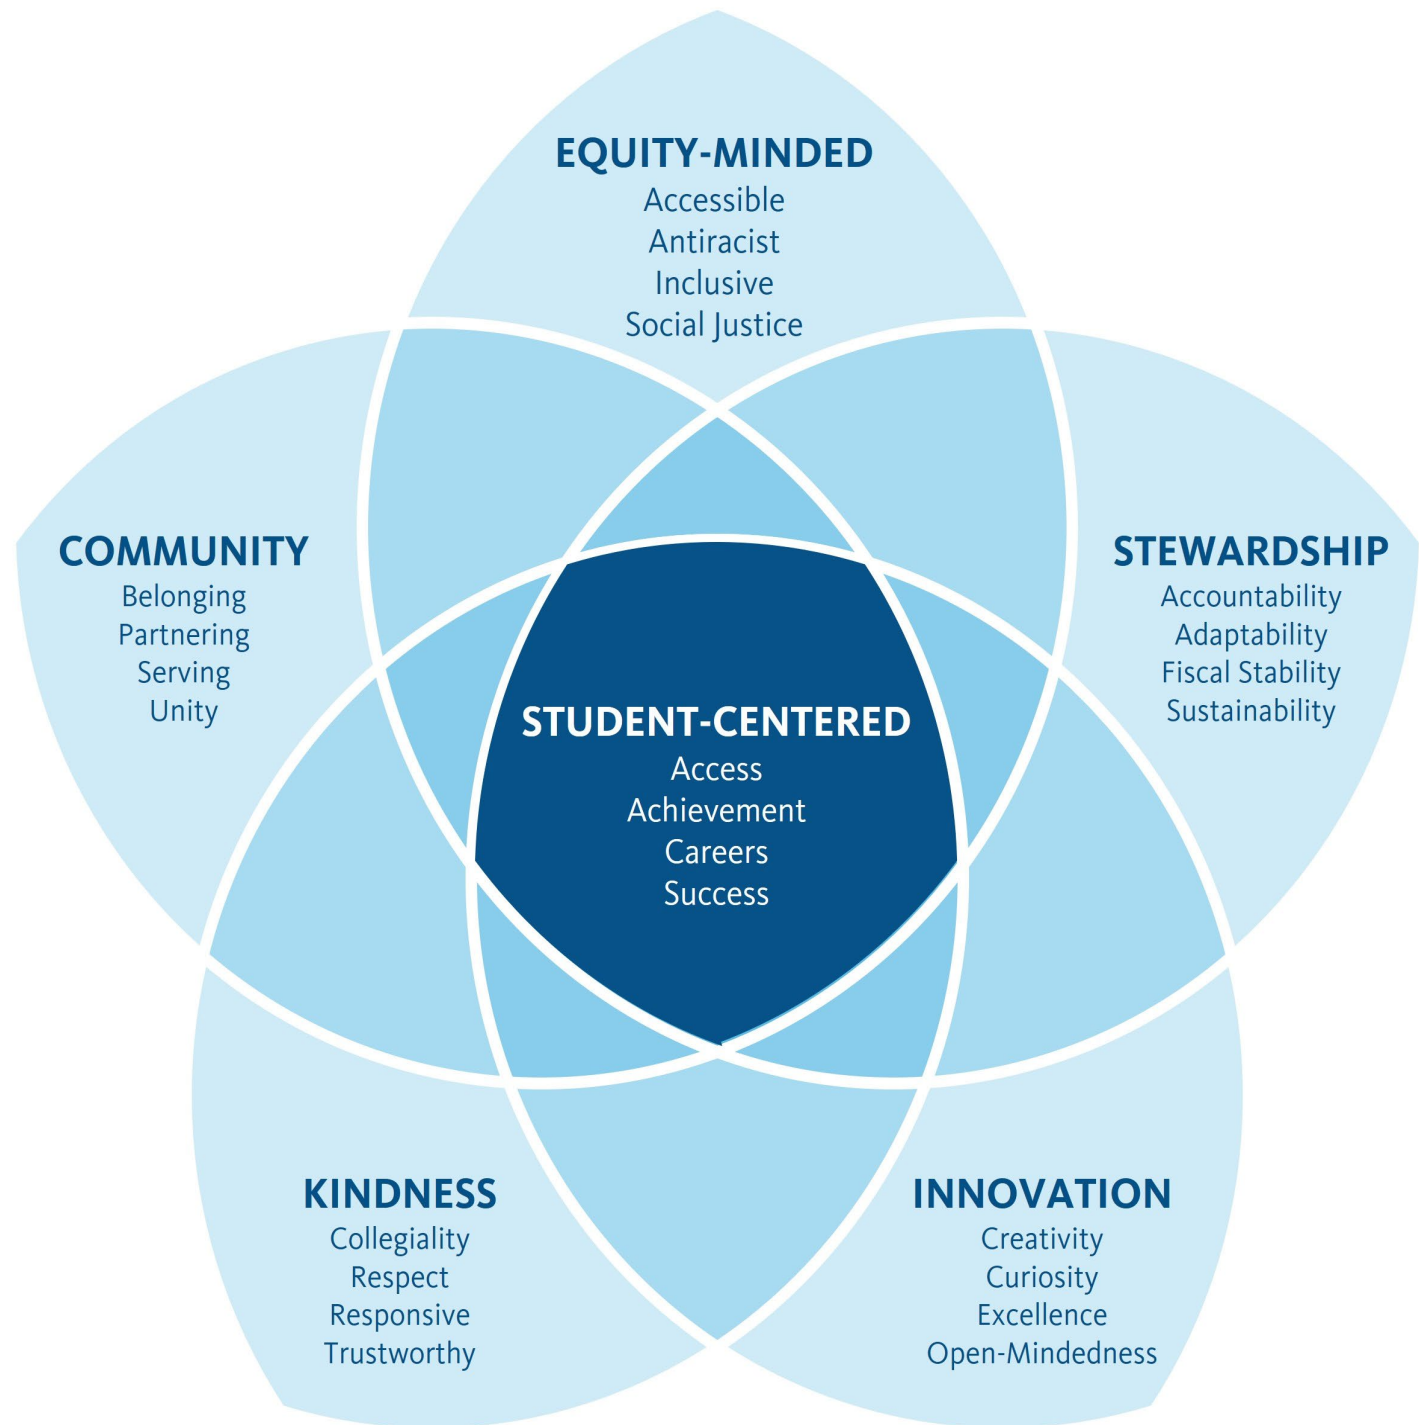 EQUITY-MINDED
Accessible
Antiracist
Inclusive
Social Justice
COMMUNITY
Belonging
Partnering
Serving
Unity
STEWARDSHIP
Accountability
Adaptability
Fiscal Stability
Sustainability
STUDENT-CENTERED
Access
Achievement
Careers
Success
KINDNESS
Collegiality
Respect
Responsive
Trustworthy
INNOVATION
Creativity
Curiosity
Excellence
Open-Mindedness